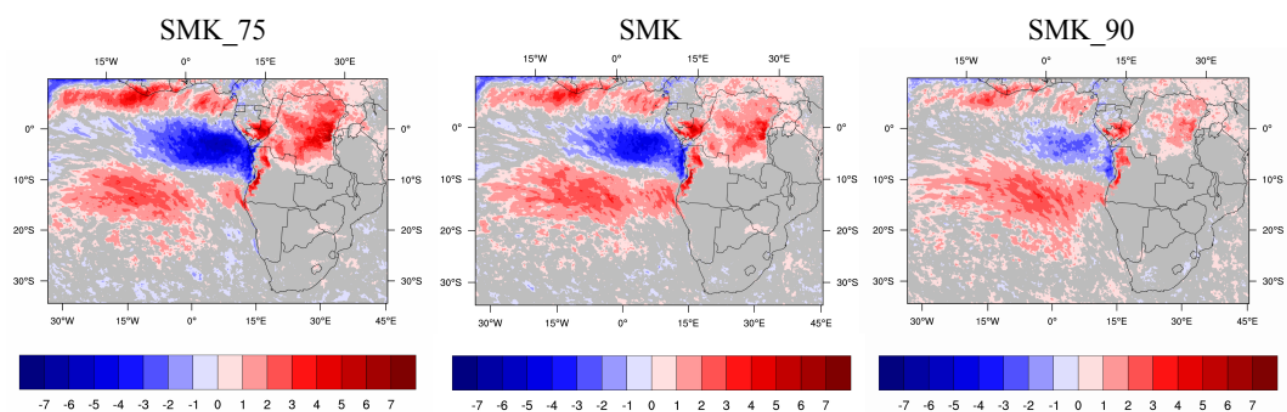 SMK_75 SMK SMK_90
15°W 0° 15°E 30°E 15°W 0° 15°E 30°E 15°W 0° 15°E 30°E
0° 0° 0° 0° 0° 0°
10°S 10°S 10°S 10°S 10°S 10°S
20°S 20°S 20°S 20°S 20°S 20°S
30°S 30°S 30°S 30°S 30°S 30°S
30°W 15°W 0° 15°E 30°E 45°E 30°W 15°W 0° 15°E 30°E 45°E 30°W 15°W 0° 15°E 30°E 45°E
-7 -6 -5 -4 -3 -2 -1 0 1 2 3 4 5 6 7 -7 -6 -5 -4 -3 -2 -1 0 1 2 3 4 5 6 7 -7 -6 -5 -4 -3 -2 -1 0 1 2 3 4 5 6 7